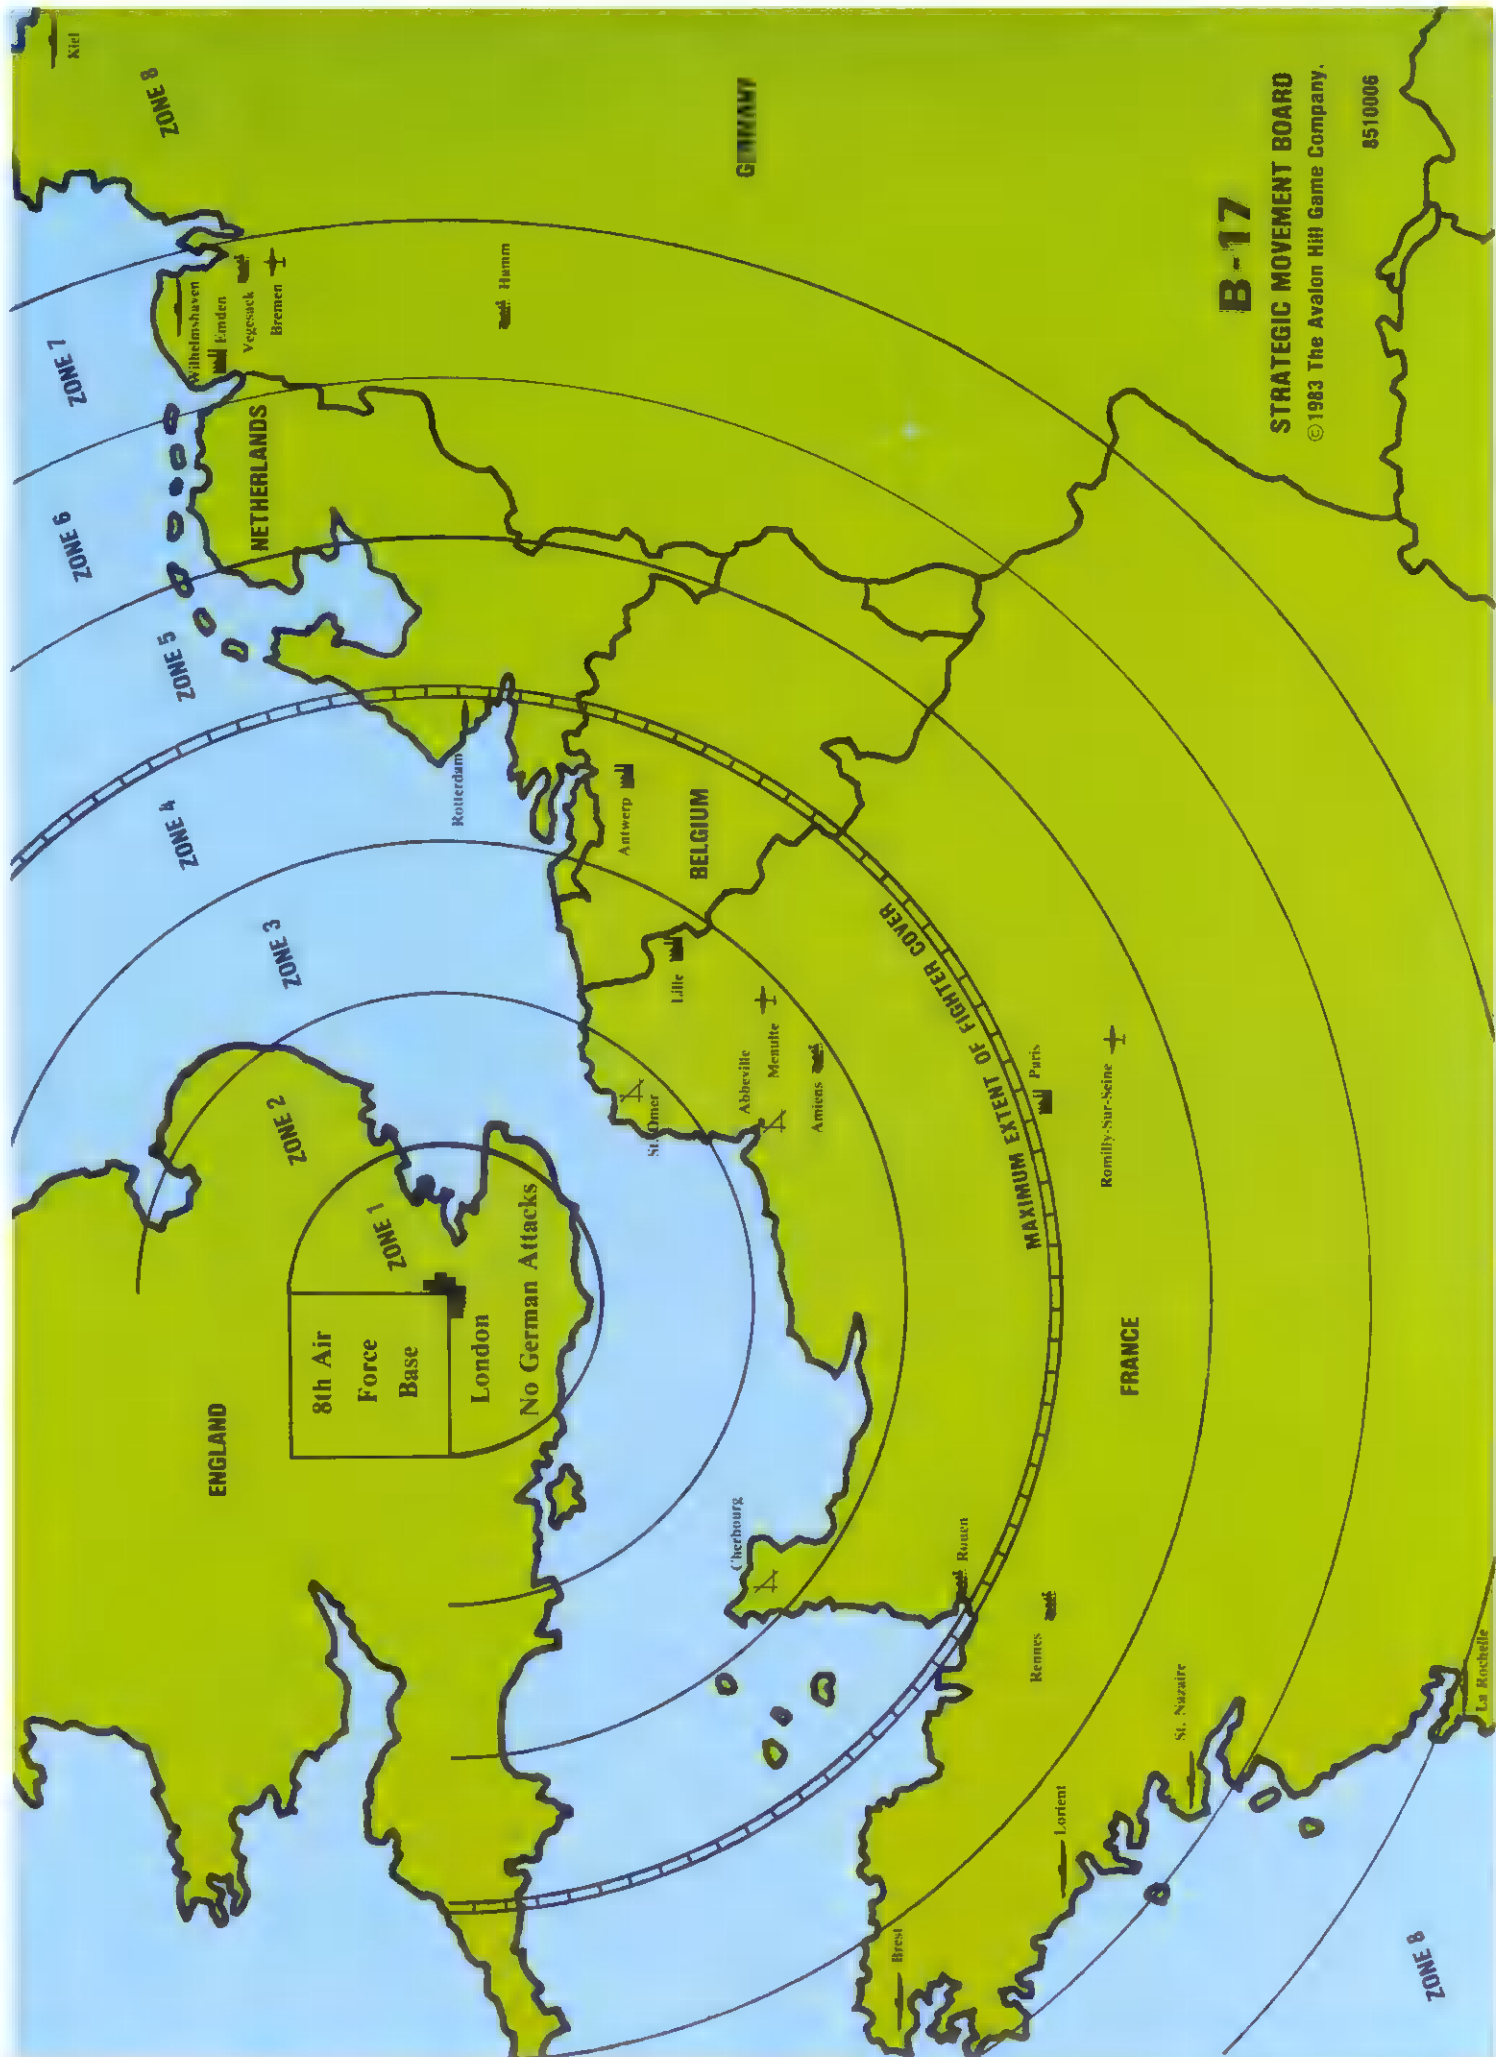 Kiel
ZONE 8
GERMANY
ZONE 7
Wilhelmshaven
Emden
Vegesack
Bremen
Hamm
ZONE 6
NETHERLANDS
ZONE 5
ZONE 4
Rotterdam
Antwerp
BELGIUM
ZONE 3
Lille
ZONE 2
St. Omer
Abbeville
Meaulte
Amiens
MAXIMUM EXTENT OF FIGHTER COVER
Paris
Romilly-Sur-Seine
ZONE 1
8th Air
Force
Base
London
No German Attacks
ENGLAND
FRANCE
Cherbourg
Rouen
Rennes
St. Nazaire
Lorient
Brest
La Rochelle
ZONE 8
B-17
STRATEGIC MOVEMENT BOARD
©1983 The Avalon Hill Game Company.
8510006